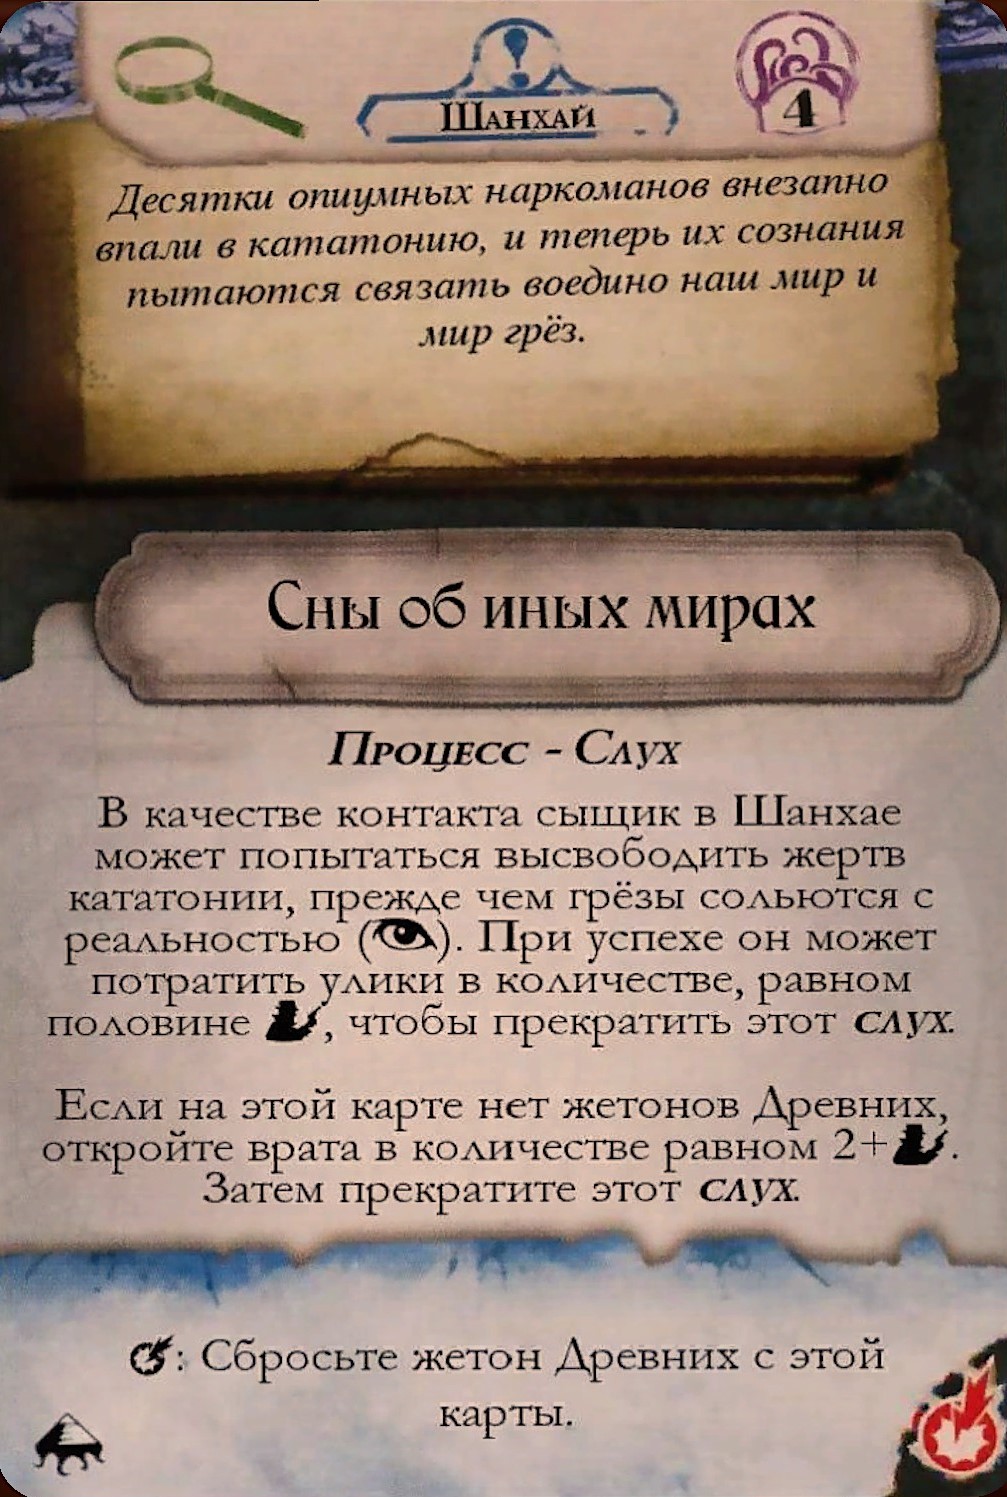 Шанхай
4
Десятки опиумных наркоманов внезапно
впали в кататонию, и теперь их сознания
пытаются связать воедино наш мир и
мир грёз.
Сны об иных мирах
Процесс - Слух
В качестве контакта сыщик в Шанхае
может попытаться высвободить жертв
кататонии, прежде чем грёзы сольются с
реальностью ( ). При успехе он может
потратить улики в количестве, равном
половине , чтобы прекратить этот слух.
Если на этой карте нет жетонов Древних,
откройте врата в количестве равном 2+ .
Затем прекратите этот слух.
: Сбросьте жетон Древних с этой
карты.